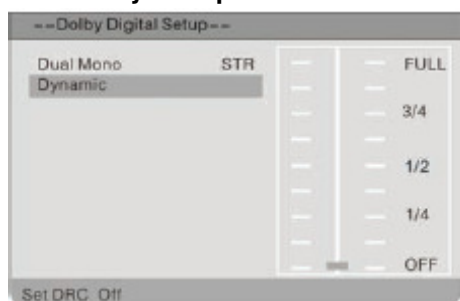 --Dolby Digital Setup--
Dual Mono STR
Dynamic
FULL
3/4
1/2
1/4
OFF
Set DRC Off